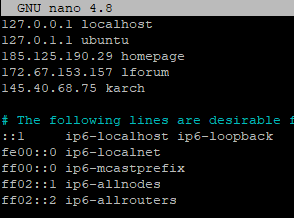 GNU nano 4.8
127.0.0.1 localhost
127.0.1.1 ubuntu
185.125.190.29 homepage
172.67.153.157 lforum
145.40.68.75 karch
# The following lines are desirable f
::1 ip6-localhost ip6-loopback
fe00::0 ip6-localnet
ff00::0 ip6-mcastprefix
ff02::1 ip6-allnodes
ff02::2 ip6-allrouters